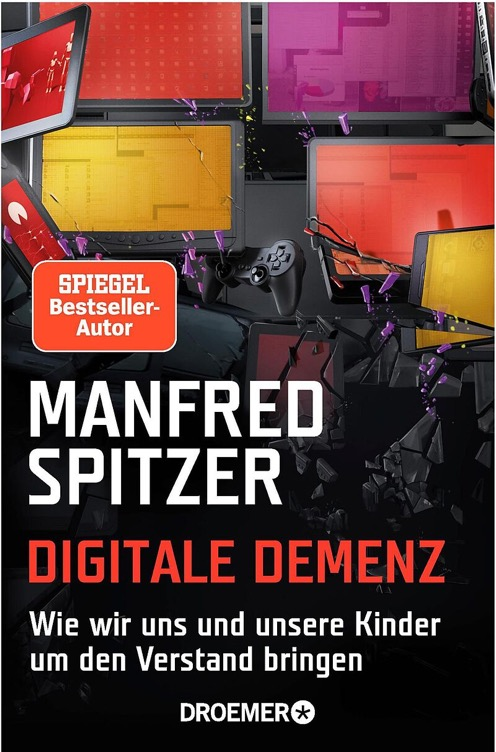 SPIEGEL
Bestseller-
Autor
MANFRED
SPITZER
DIGITALE DEMENZ
Wie wir uns und unsere Kinder
um den Verstand bringen
DROEMER